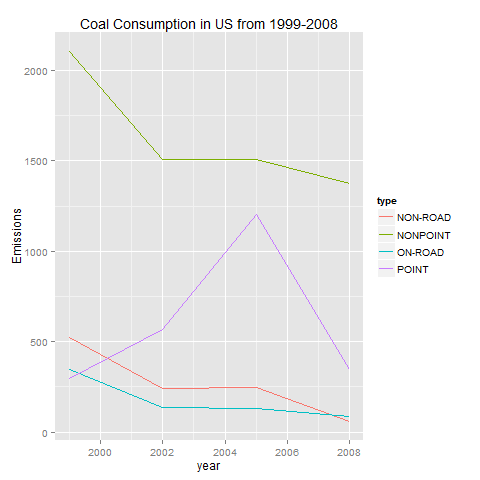 Coal Consumption in US from 1999-2008
2000
1500
1000
500
0
Emissions
2000
2002
2004
2006
2008
year
type
NON-ROAD
NONPOINT
ON-ROAD
POINT